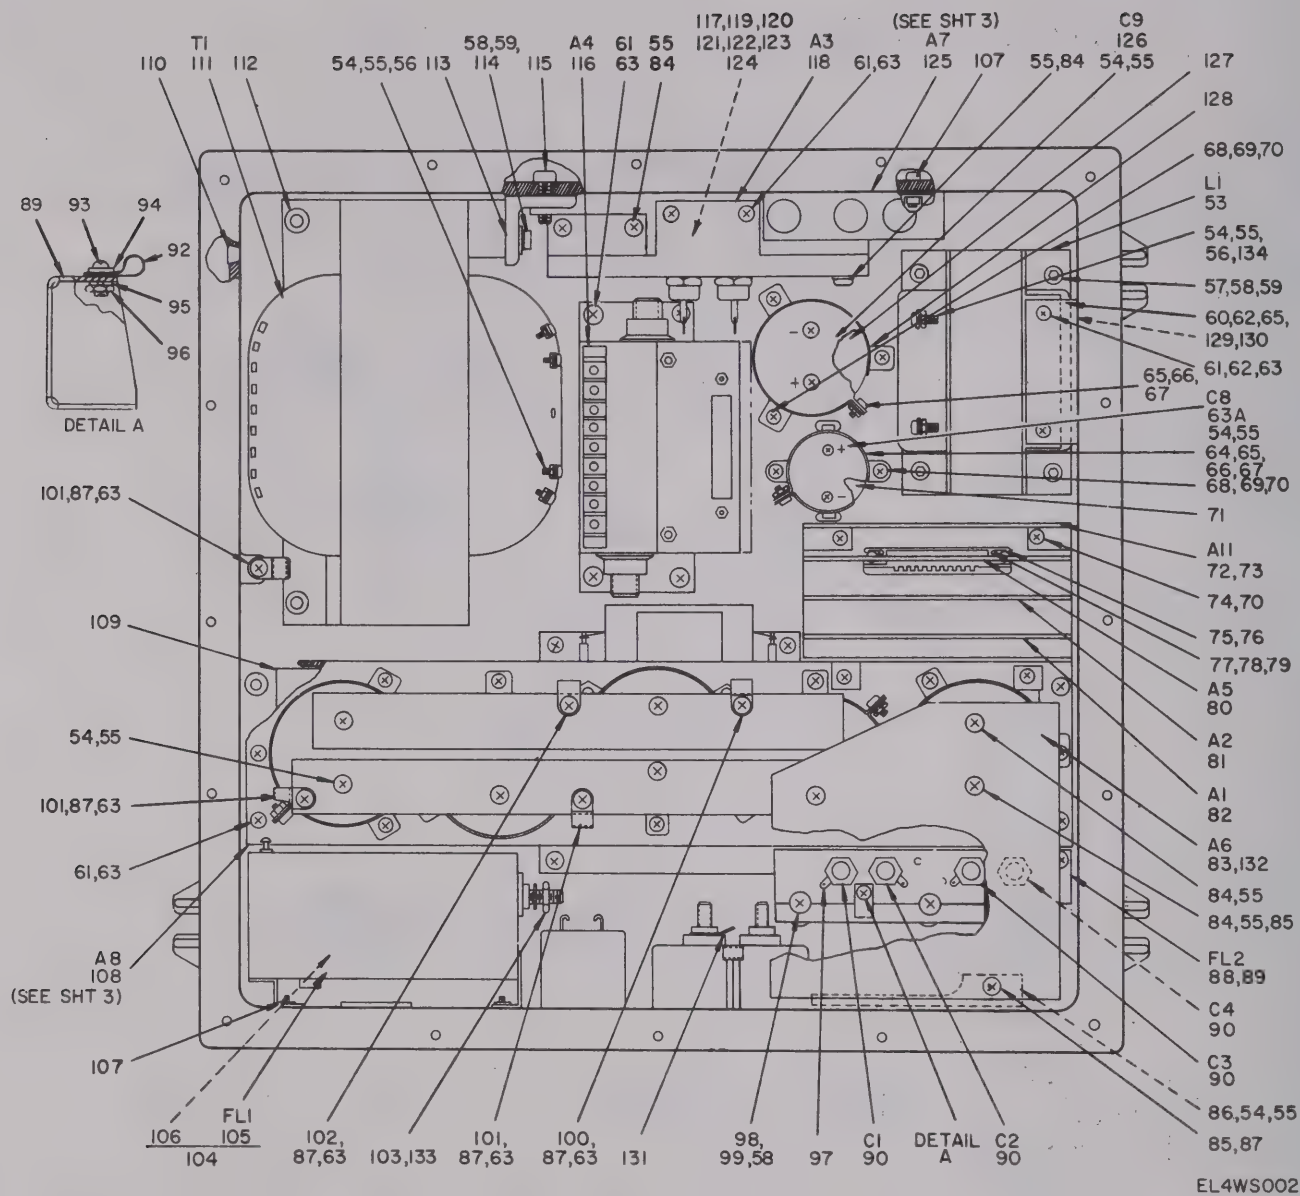 T1
110 111 112
54,55,56 113
58,59,
114
115
A4
116
61
63
55
84
117,119,120
121,122,123
124
A3
118
61,63
(SEE SHT 3)
A7
125
107
55,84
C9
126
54,55
127
128
68,69,70
L1
53
54,55,
56,134
57,58,59
60,62,65,
129,130
61,62,63
65,66,
67
C8
63A
54,55
64,65,
66,67
68,69,70
71
A11
72,73
74,70
75,76
77,78,79
A5
80
A2
81
A1
82
A6
83,132
84,55
84,55,85
FL2
88,89
C4
90
C3
90
86,54,55
85,87
89 93 94
92
95
96
DETAIL A
101,87,63
109
54,55
101,87,63
61,63
A8
108
(SEE SHT 3)
107
- +
+
-
C
FL1
106 105
104
102,
87,63
103,133
101,
87,63
100,
87,63
131
98,
99,58
97
C1
90
DETAIL
A
C2
90
EL4WS002